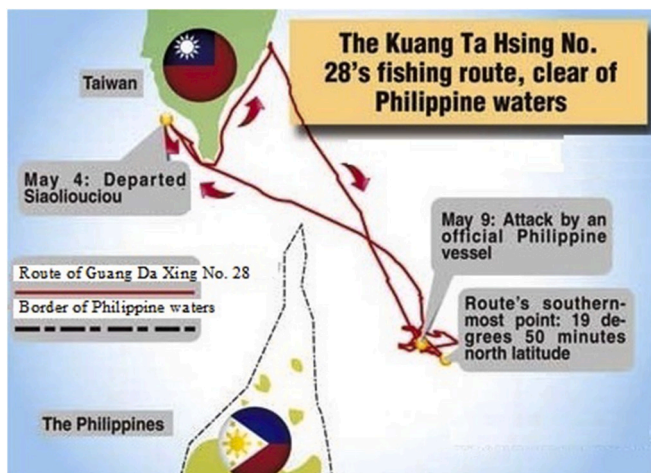 The Kuang Ta Hsing No.
28's fishing route, clear of
Philippine waters
Taiwan
May 4: Departed
Siaoliouciou
May 9: Attack by an
official Philippine
vessel
Route of Guang Da Xing No. 28
Border of Philippine waters
Route's southern-
most point: 19 de-
grees 50 minutes
north latitude
The Philippines